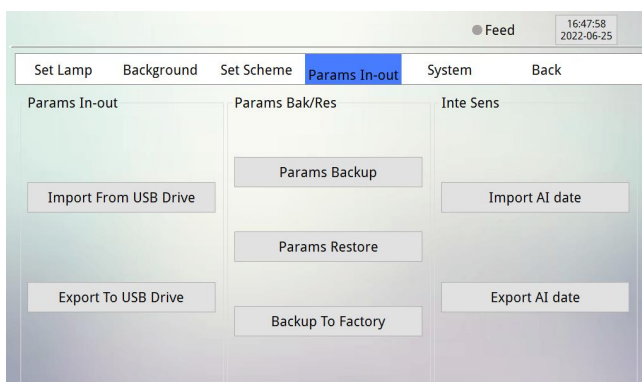 Feed
16:47:58
2022-06-25
Set Lamp Background Set Scheme Params In-out System Back
Params In-out
Params Bak/Res
Inte Sens
Params Backup
Import From USB Drive
Import AI date
Params Restore
Export To USB Drive
Export AI date
Backup To Factory